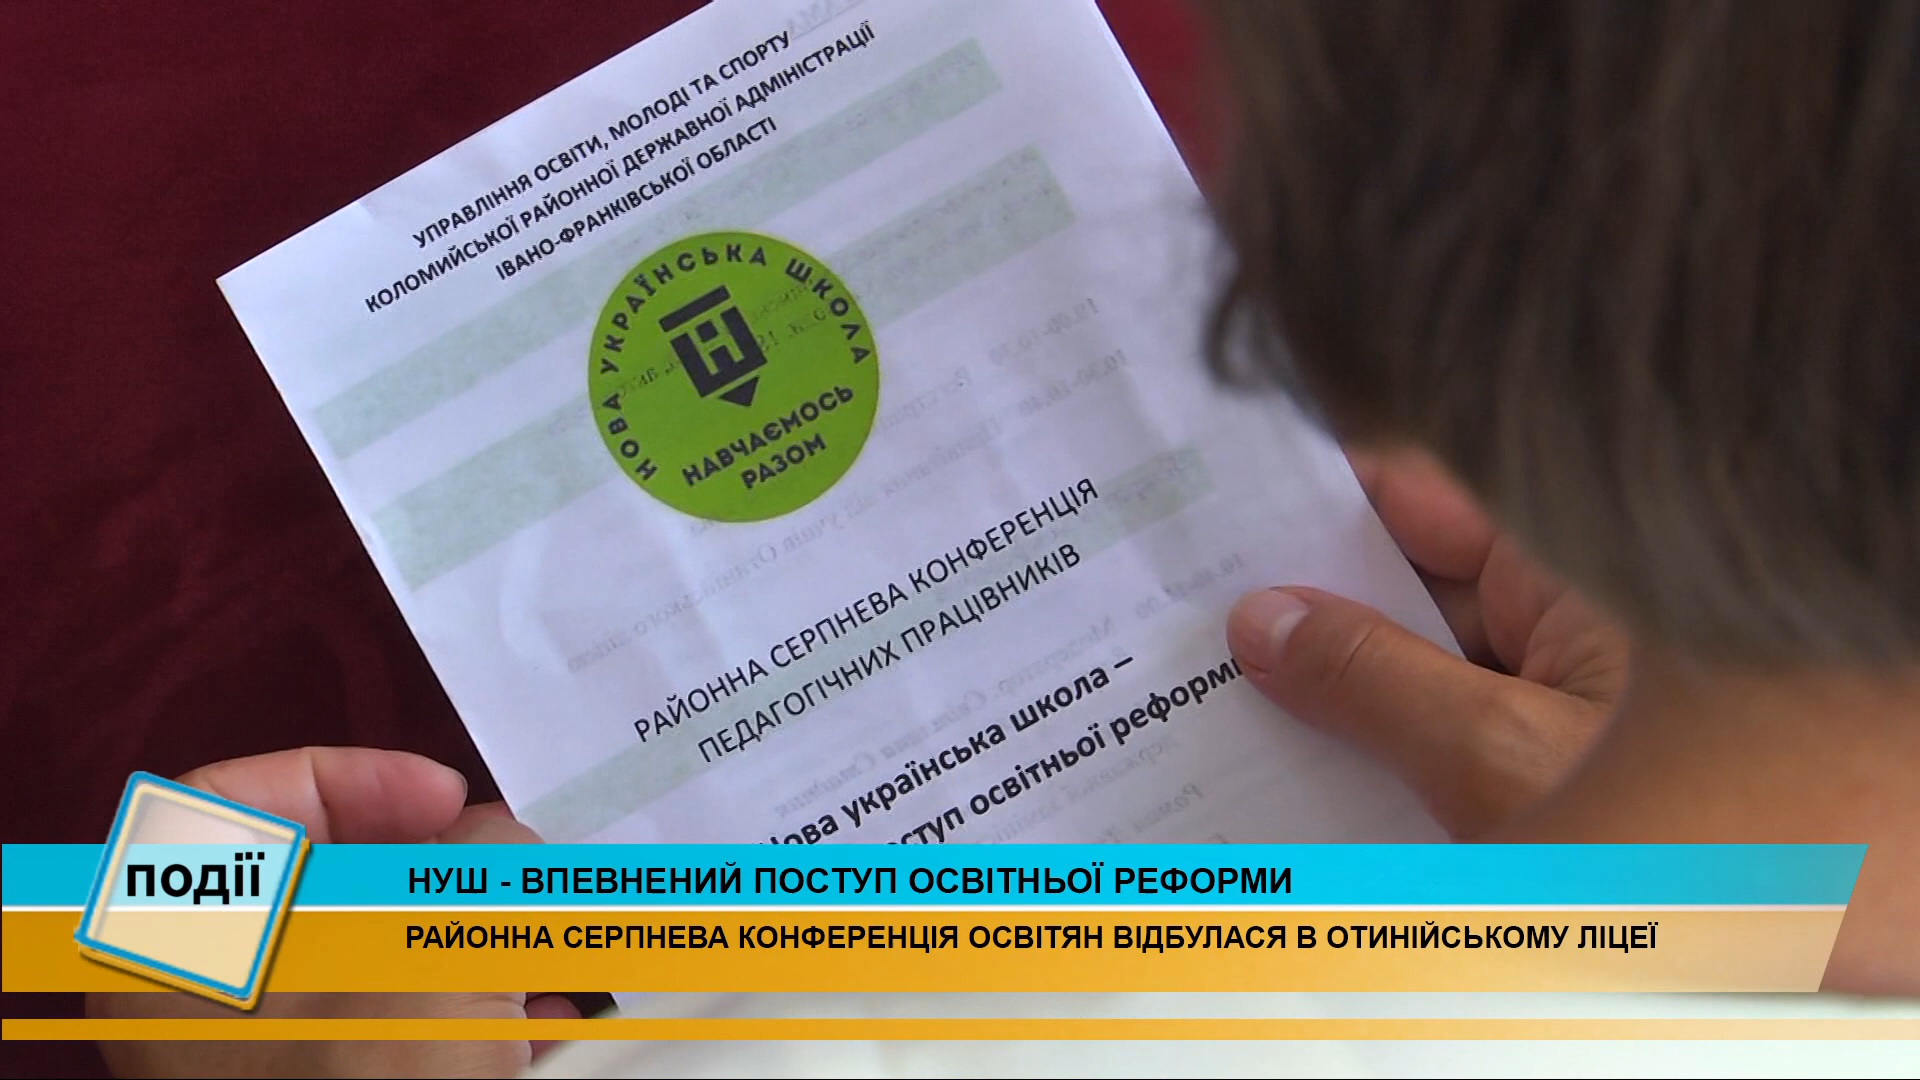 УПРАВЛІННЯ ОСВІТИ, МОЛОДІ ТА СПОРТУ
КОЛОМИЙСЬКОЇ РАЙОННОЇ ДЕРЖАВНОЇ АДМІНІСТРАЦІЇ
ІВАНО-ФРАНКІВСЬКОЇ ОБЛАСТІ
НОВА УКРАЇНСЬКА ШКОЛА
НАВЧАЄМОСЬ
РАЗОМ
РАЙОННА СЕРПНЕВА КОНФЕРЕНЦІЯ
ПЕДАГОГІЧНИХ ПРАЦІВНИКІВ
Нова українська школа –
освітньої реформи
події
НУШ - ВПЕВНЕНИЙ ПОСТУП ОСВІТНЬОЇ РЕФОРМИ
РАЙОННА СЕРПНЕВА КОНФЕРЕНЦІЯ ОСВІТЯН ВІДБУЛАСЯ В ОТИНІЙСЬКОМУ ЛІЦЕЇ